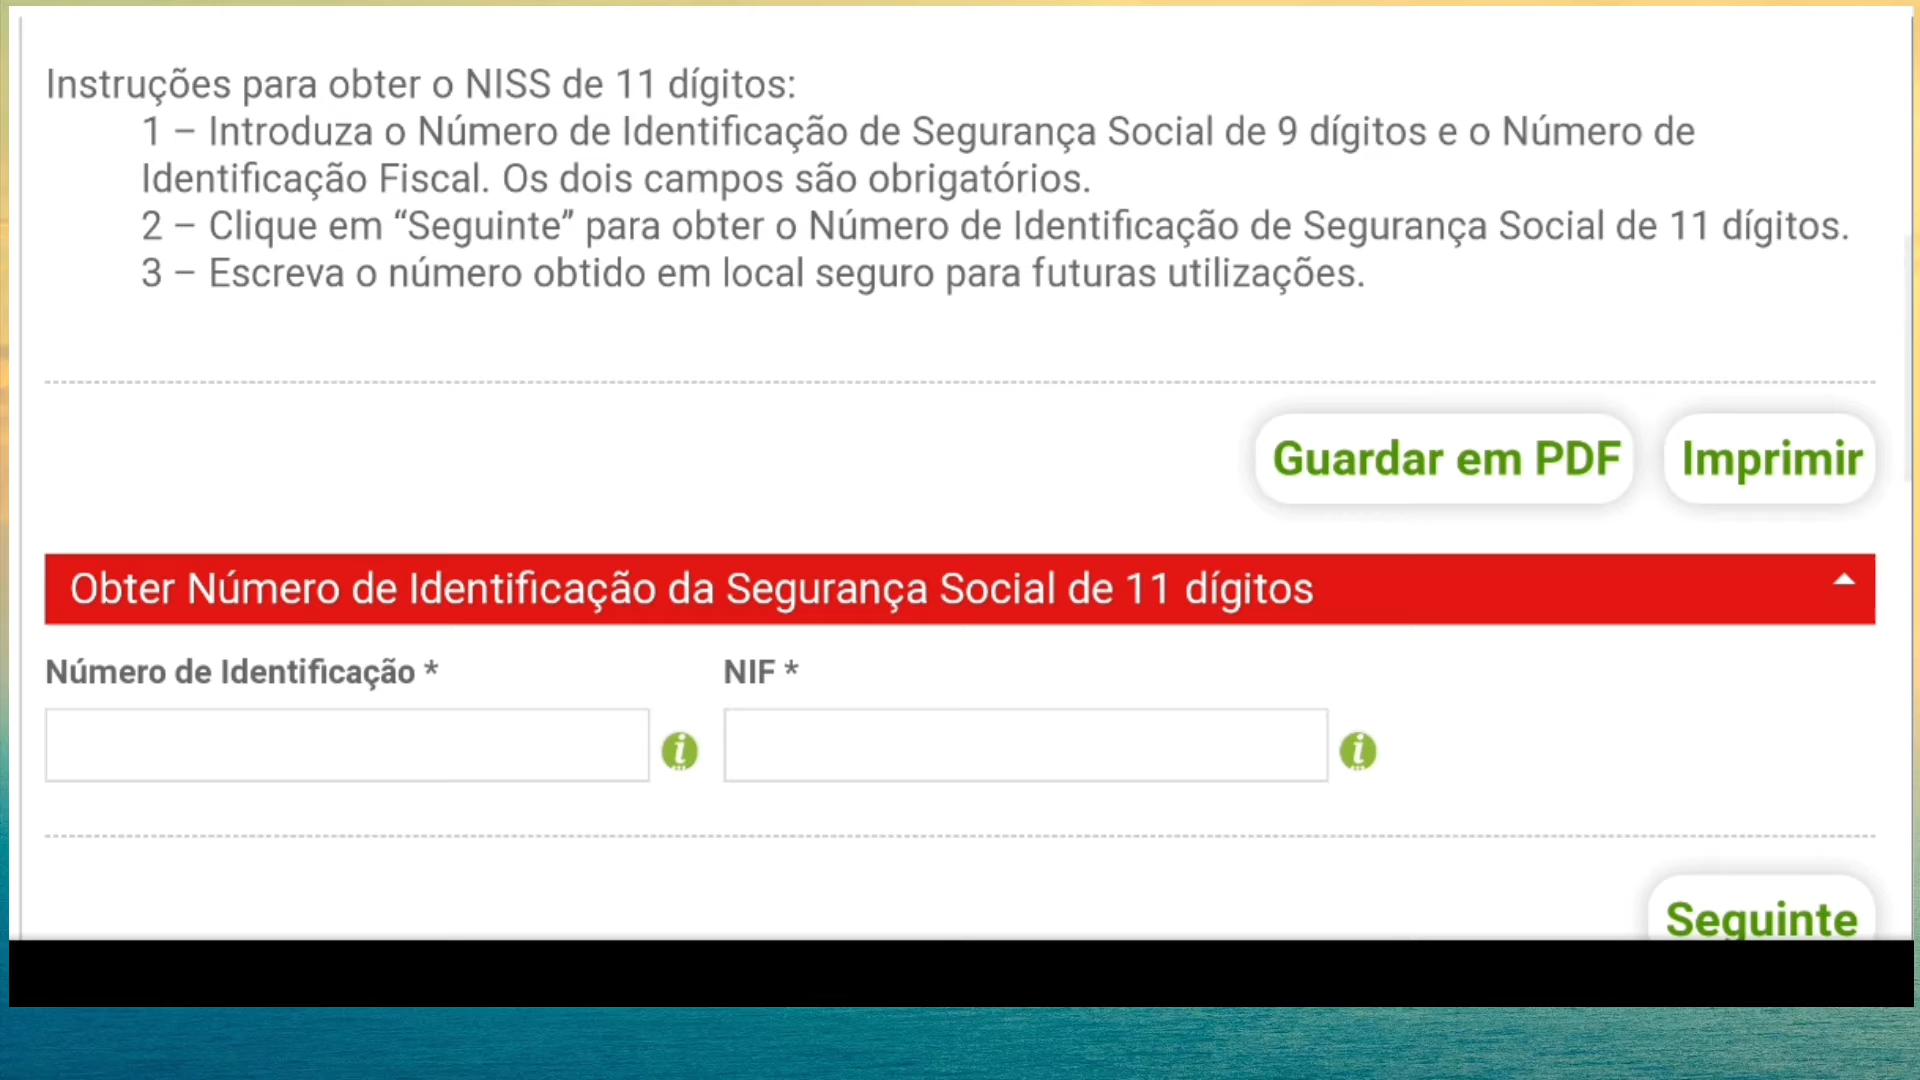 Instruções para obter o NISS de 11 dígitos:
1 – Introduza o Número de Identificação de Segurança Social de 9 dígitos e o Número de
Identificação Fiscal. Os dois campos são obrigatórios.
2 – Clique em “Seguinte” para obter o Número de Identificação de Segurança Social de 11 dígitos.
3 – Escreva o número obtido em local seguro para futuras utilizações.
Guardar em PDF Imprimir
Obter Número de Identificação da Segurança Social de 11 dígitos
Número de Identificação * NIF *
Seguinte